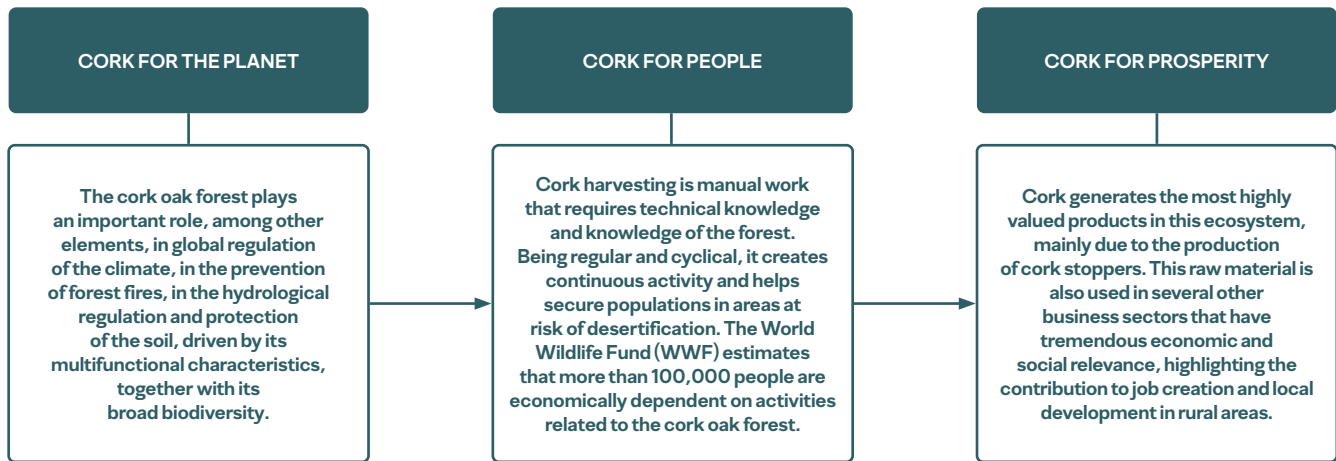 CORK FOR THE PLANET
The cork oak forest plays
an important role, among other
elements, in global regulation
of the climate, in the prevention
of forest fires, in the hydrological
regulation and protection
of the soil, driven by its
multifunctional characteristics,
together with its
broad biodiversity.
CORK FOR PEOPLE
Cork harvesting is manual work
that requires technical knowledge
and knowledge of the forest.
Being regular and cyclical, it creates
continuous activity and helps
secure populations in areas at
risk of desertification. The World
Wildlife Fund (WWF) estimates
that more than 100,000 people are
economically dependent on activities
related to the cork oak forest.
CORK FOR PROSPERITY
Cork generates the most highly
valued products in this ecosystem,
mainly due to the production
of cork stoppers. This raw material is
also used in several other
business sectors that have
tremendous economic and
social relevance, highlighting the
contribution to job creation and local
development in rural areas.